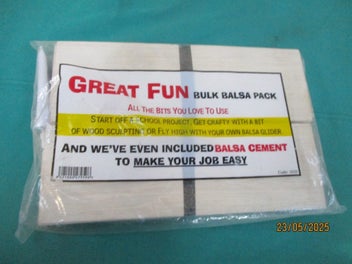 GREAT FUN BULK BALSA PACK
ALL THE BITS YOU LOVE TO USE
START OFF A SCHOOL PROJECT, GET CRAFTY WITH A BIT
OF WOOD SCULPTING OR FLY HIGH WITH YOUR OWN BALSA GLIDER.
AND WE'VE EVEN INCLUDED BALSA CEMENT
TO MAKE YOUR JOB EASY
23/05/2025